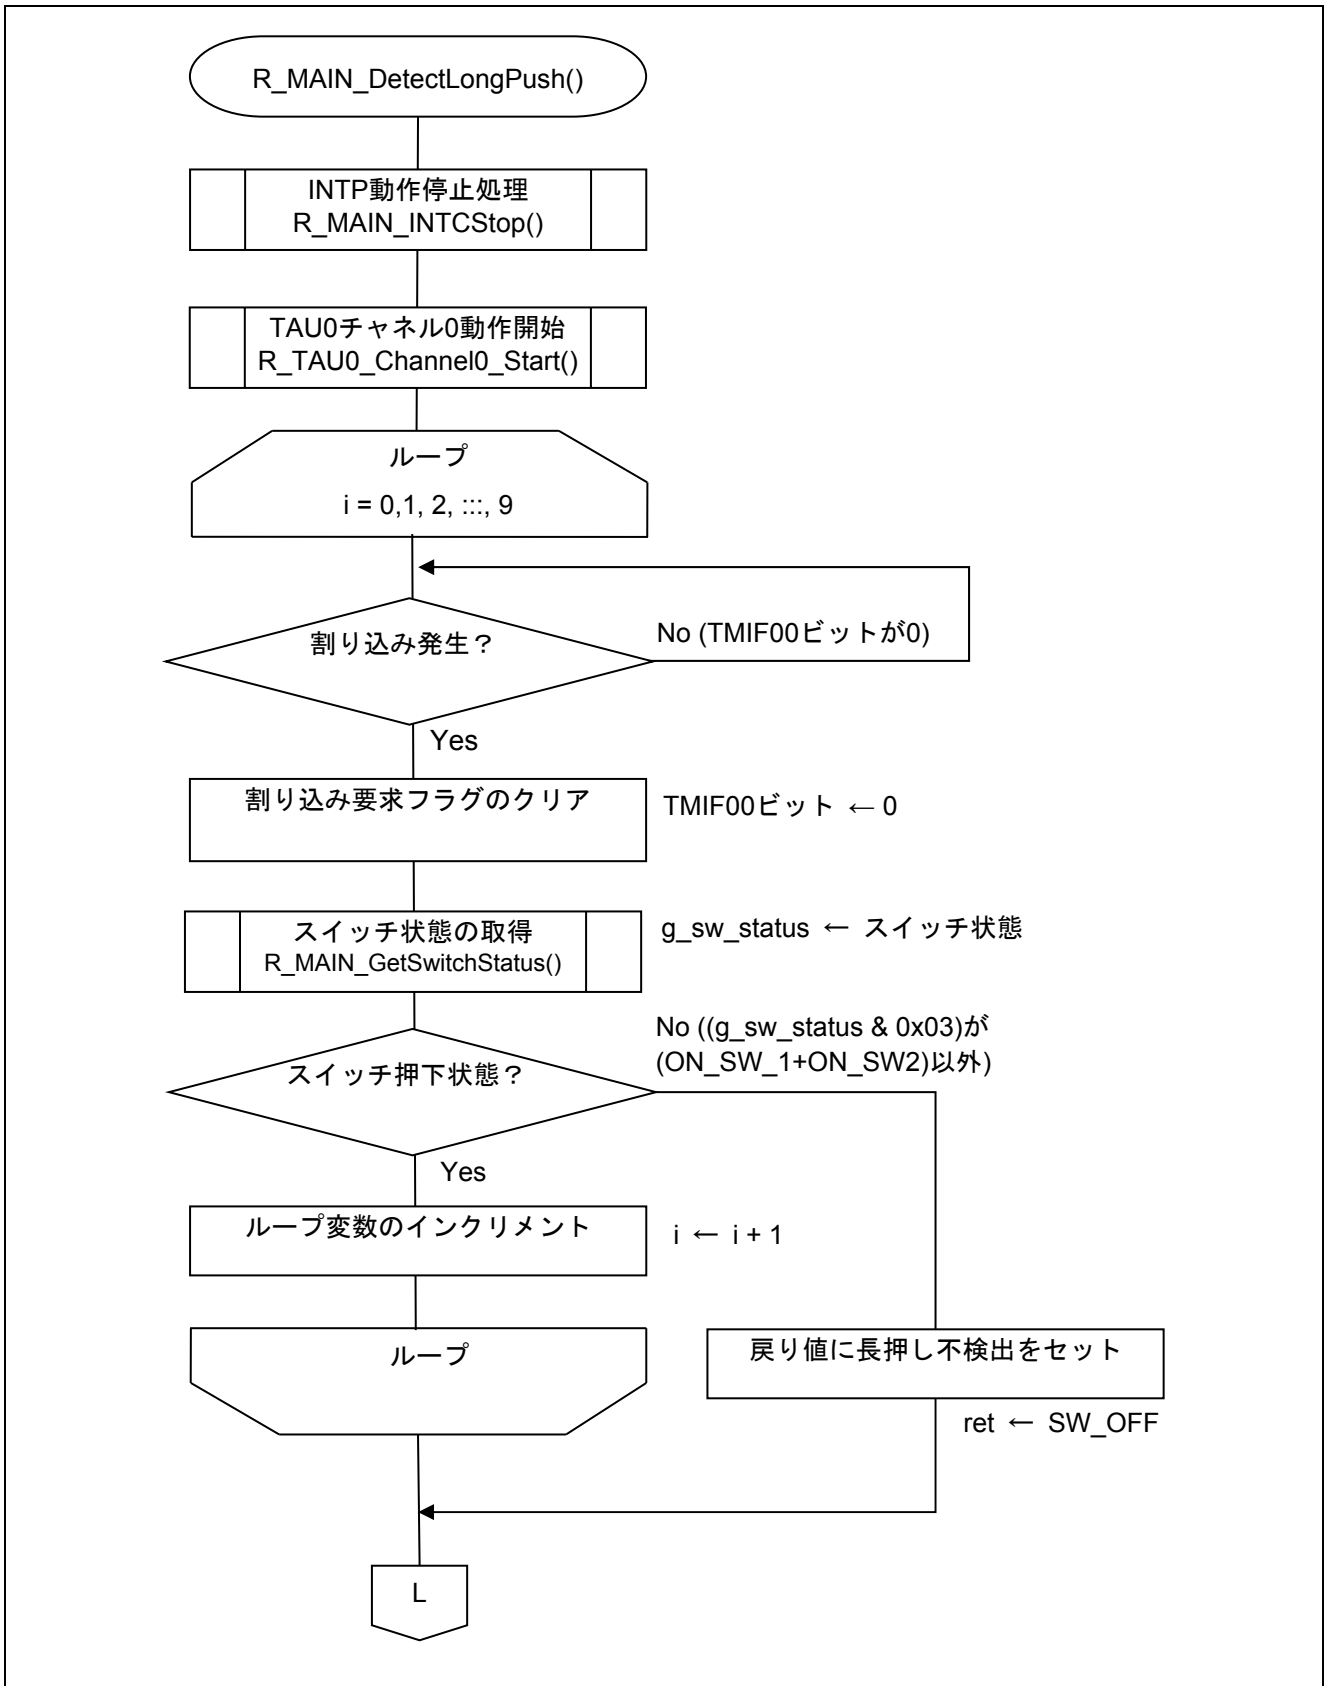 R_MAIN_DetectLongPush()
INTP動作停止処理
R_MAIN_INTCStop()
TAU0チャネル0動作開始
R_TAU0_Channel0_Start()
ループ
i = 0,1, 2, :::, 9
割り込み発生？
No (TMIF00ビットが0)
Yes
割り込み要求フラグのクリア
TMIF00ビット ← 0
スイッチ状態の取得
R_MAIN_GetSwitchStatus()
g_sw_status ← スイッチ状態
No ((g_sw_status & 0x03)が
(ON_SW_1+ON_SW2)以外)
スイッチ押下状態？
Yes
ループ変数のインクリメント
i ← i + 1
ループ
戻り値に長押し不検出をセット
ret ← SW_OFF
L